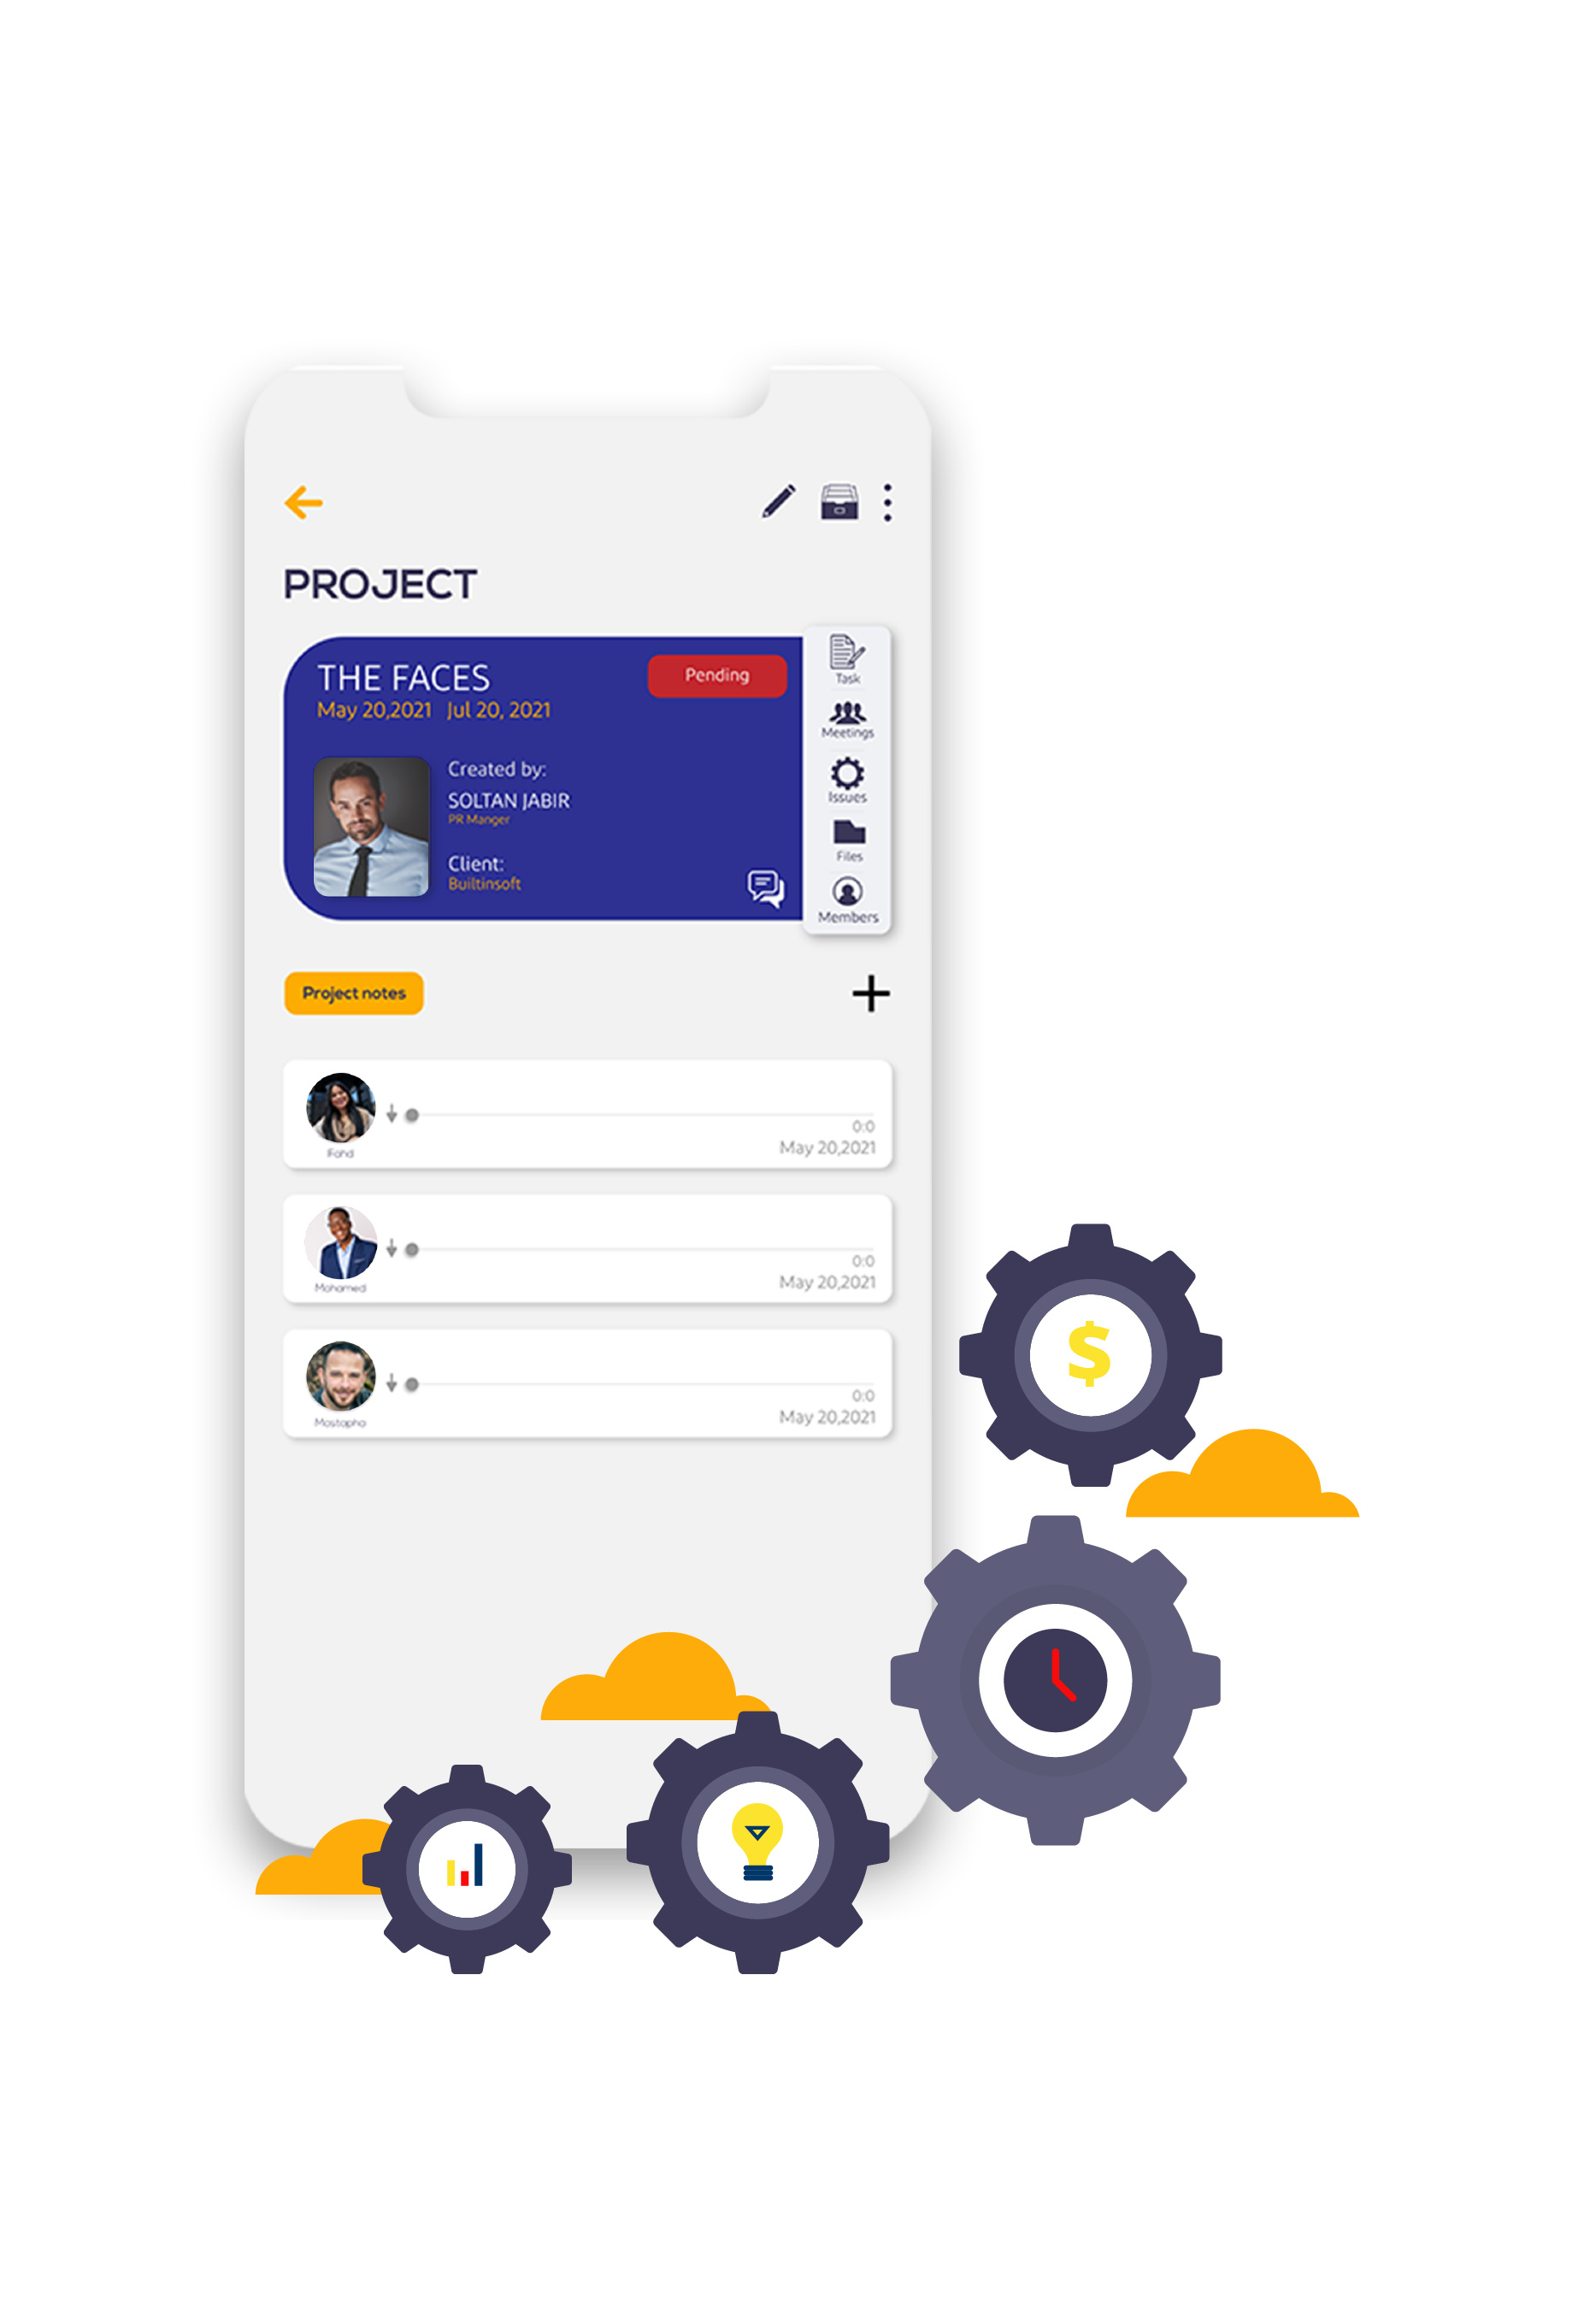 PROJECT
THE FACES
Pending
May 20,2021 Jul 20, 2021
Created by:
SOLTAN JABIR
PR Manger
Client:
Builtinsoft
Task
Meetings
Issues
Files
Members
Project notes
0:0
May 20,2021
Fahd
0:0
May 20,2021
Mohamed
0:0
May 20,2021
Mostapha
$